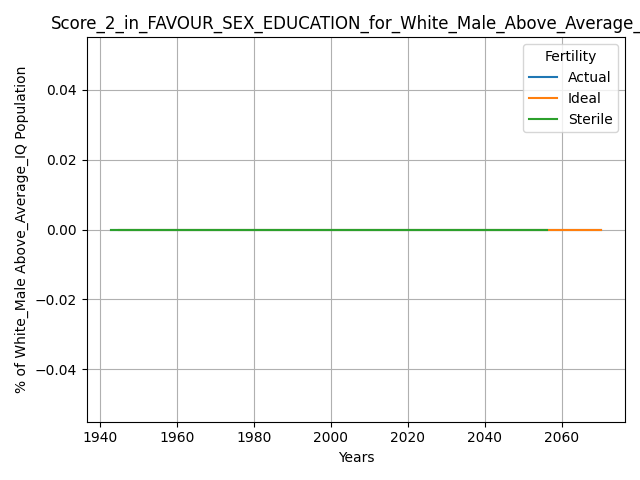 Score_2_in_FAVOUR_SEX_EDUCATION_for_White_Male_Above_Average_
Fertility
Actual
Ideal
Sterile
% of White_Male Above_Average_IQ Population
0.04
0.02
0.00
−0.02
−0.04
1940 1960 1980 2000 2020 2040 2060
Years